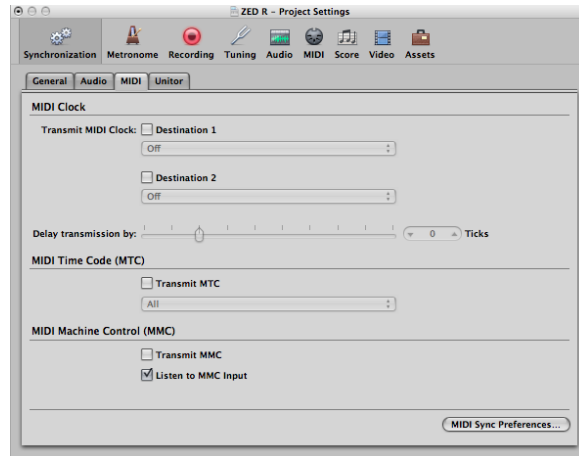 ZED R – Project Settings
Synchronization Metronome Recording Tuning Audio MIDI Score Video Assets
General Audio MIDI Unitor
MIDI Clock
Transmit MIDI Clock: Destination 1
Off
Destination 2
Off
Delay transmission by: 0 Ticks
MIDI Time Code (MTC)
Transmit MTC
All
MIDI Machine Control (MMC)
Transmit MMC
Listen to MMC Input
MIDI Sync Preferences...